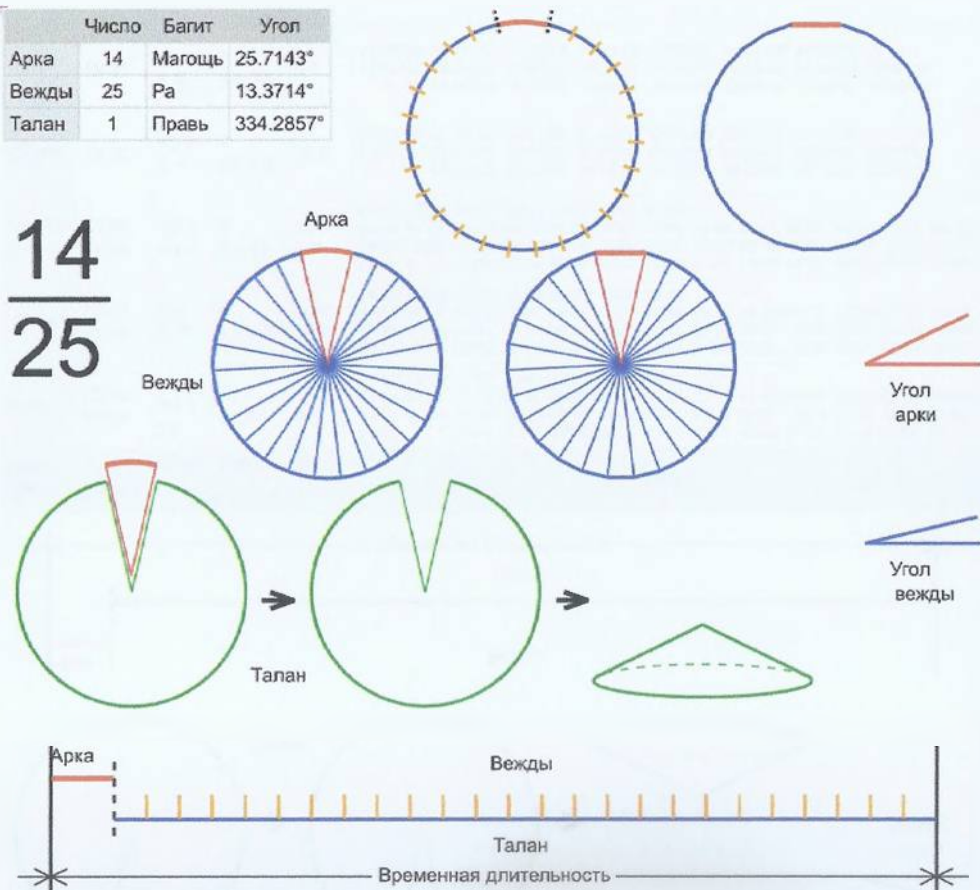 Число Багит Угол
Арка 14 Магощь 25.7143°
Вежды 25 Ра 13.3714°
Талан 1 Правь 334.2857°
14
25
Арка
Вежды
Угол
арки
Угол
вежды
Талан
Арка
Вежды
Талан
Временная длительность